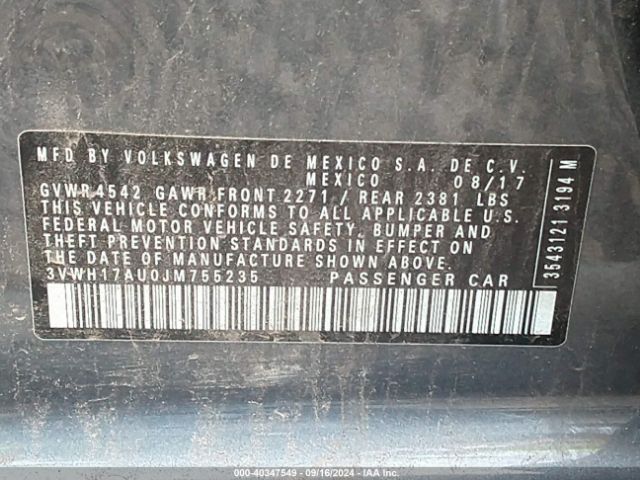 MFD BY VOLKSWAGEN DE MEXICO S.A. DE C.V.
MEXICO 08/17
GVWR 4542 GAWR FRONT 2271 / REAR 2381 LBS
THIS VEHICLE CONFORMS TO ALL APPLICABLE U.S.
FEDERAL MOTOR VEHICLE SAFETY, BUMPER AND
THEFT PREVENTION STANDARDS IN EFFECT ON
THE DATE OF MANUFACTURE SHOWN ABOVE.
3VWH17AU0JM755235 PASSENGER CAR
3543121 3194 M
000-40347549 - 09/16/2024 - IAA Inc.